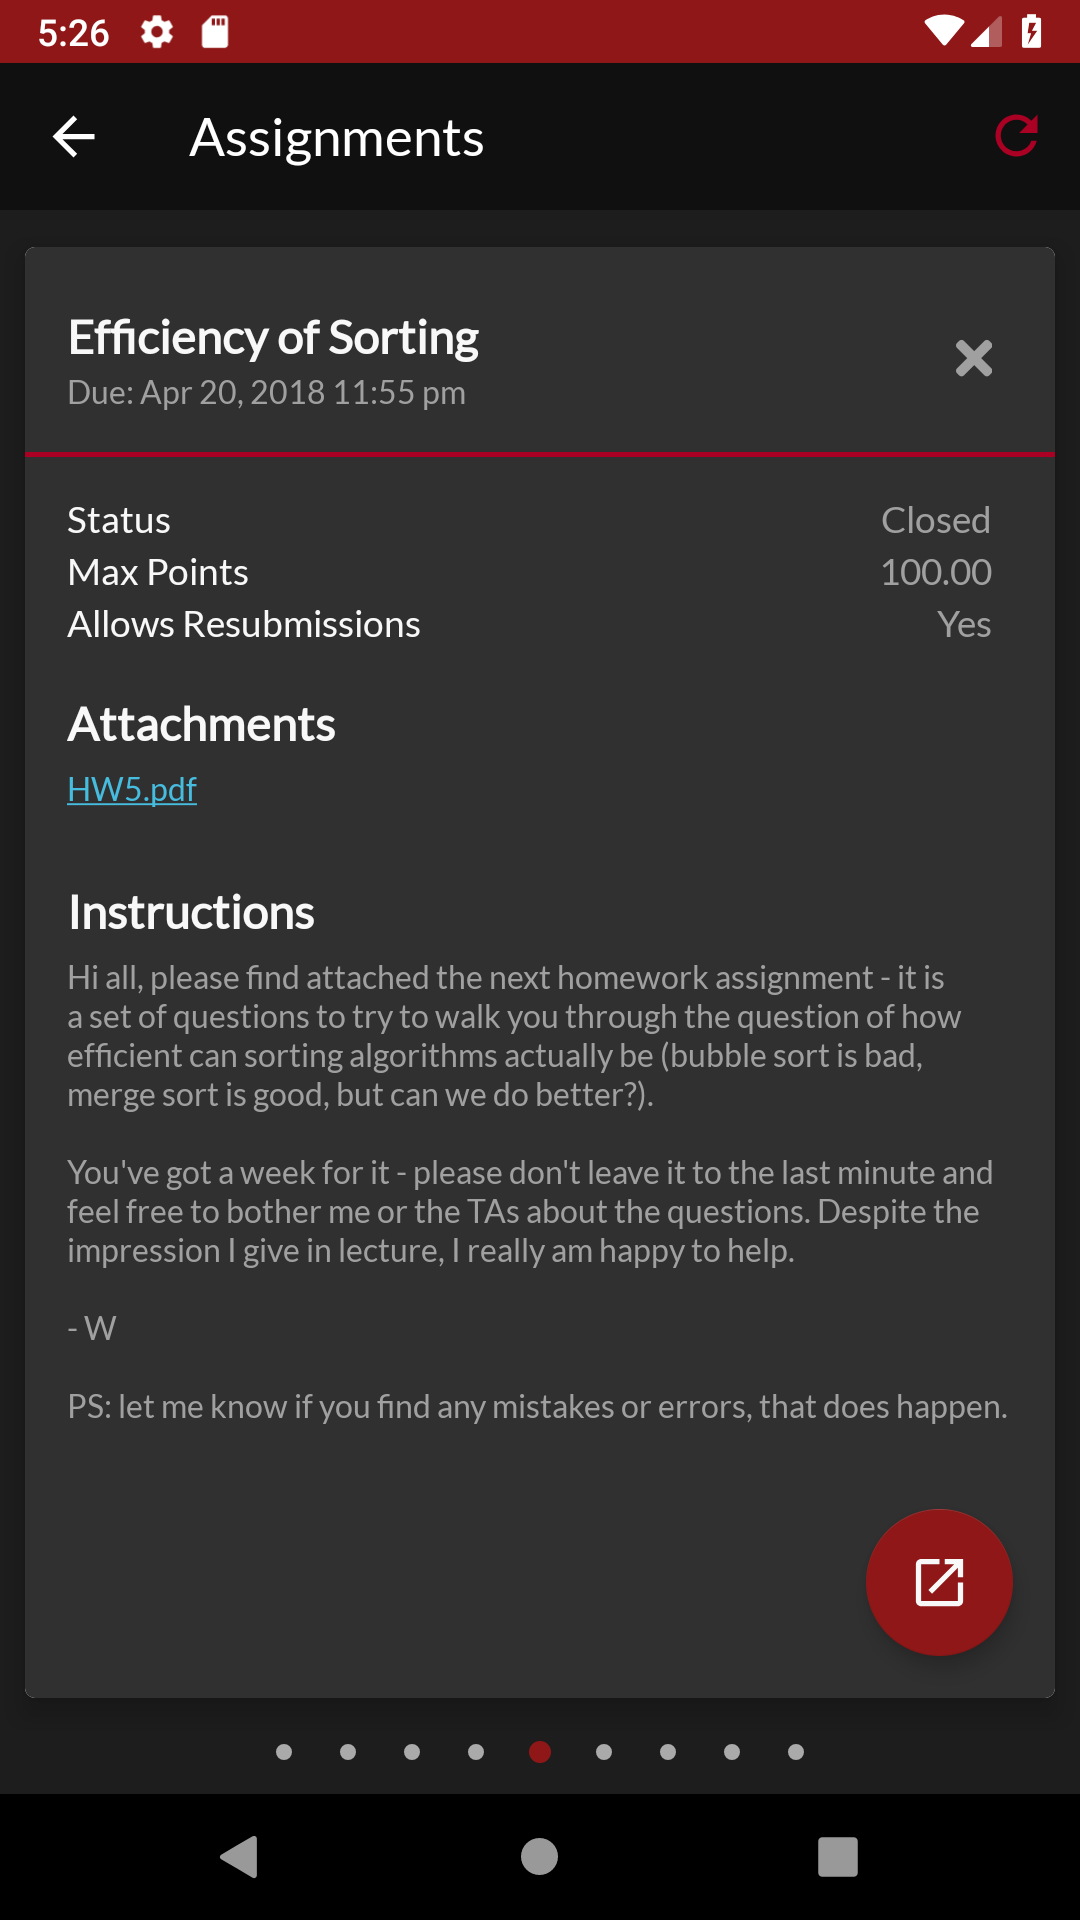 5:26
Assignments
Efficiency of Sorting
Due: Apr 20, 2018 11:55 pm
Status Closed
Max Points 100.00
Allows Resubmissions Yes
Attachments
HW5.pdf
Instructions
Hi all, please find attached the next homework assignment - it is
a set of questions to try to walk you through the question of how
efficient can sorting algorithms actually be (bubble sort is bad,
merge sort is good, but can we do better?).
You've got a week for it - please don't leave it to the last minute and
feel free to bother me or the TAs about the questions. Despite the
impression I give in lecture, I really am happy to help.
- W
PS: let me know if you find any mistakes or errors, that does happen.